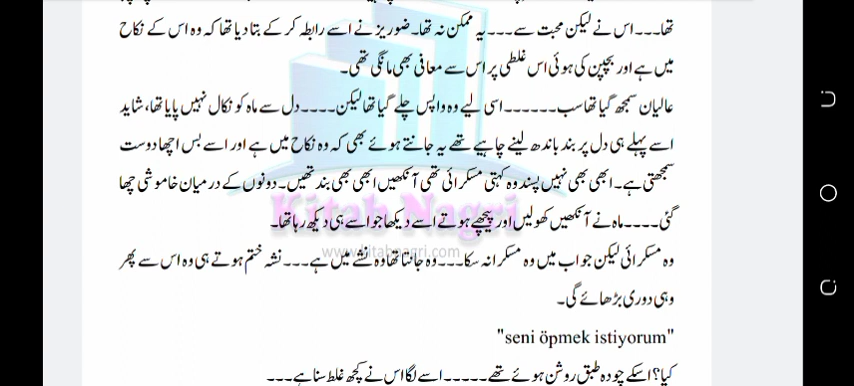 تھا۔۔۔ اس نے لیکن محبت سے۔۔۔ یہ ممکن نہ تھا۔ ضوریز نے اسے رابطہ کر کے بتا دیا تھا کہ وہ اس کے نکاح
میں ہے اور بچپن کی ہوئی اس غلطی پر اس سے معافی بھی مانگی تھی۔
عالیان سمجھ گیا تھا سب۔۔۔۔۔۔ اسی لیے وہ واپس چلے گیا تھا لیکن۔۔۔۔ دل سے ماہ کو نکال نہیں پایا تھا، شاید
اسے پہلے ہی دل پر بند باندھ لینے چاہیے تھے یہ جانتے ہوئے بھی کہ وہ نکاح میں ہے اور اسے بس اچھا دوست
سمجھتی ہے۔ ابھی بھی نہیں پسند وہ کہتی مسکرائی تھی آنکھیں ابھی بھی بند تھیں۔ دونوں کے درمیان خاموشی چھا
گئی۔۔۔۔ ماہ نے آنکھیں کھولیں اور پیچھے ہوتے اسے دیکھا جو اسے ہی دیکھ رہا تھا۔
Kitab Nagri
www.kitabnagri.com
وہ مسکرائی لیکن جواب میں وہ مسکرا نہ سکا۔۔۔ وہ جانتا تھا وہ نشے میں ہے۔۔۔ نشہ ختم ہوتے ہی وہ اس سے پھر
وہی دوری بڑھائے گی۔
"seni öpmek istiyorum"
کیا؟ اسکے چودہ طبق روشن ہوئے تھے۔۔۔۔۔ اسے لگا اس نے کچھ غلط سنا ہے۔۔۔